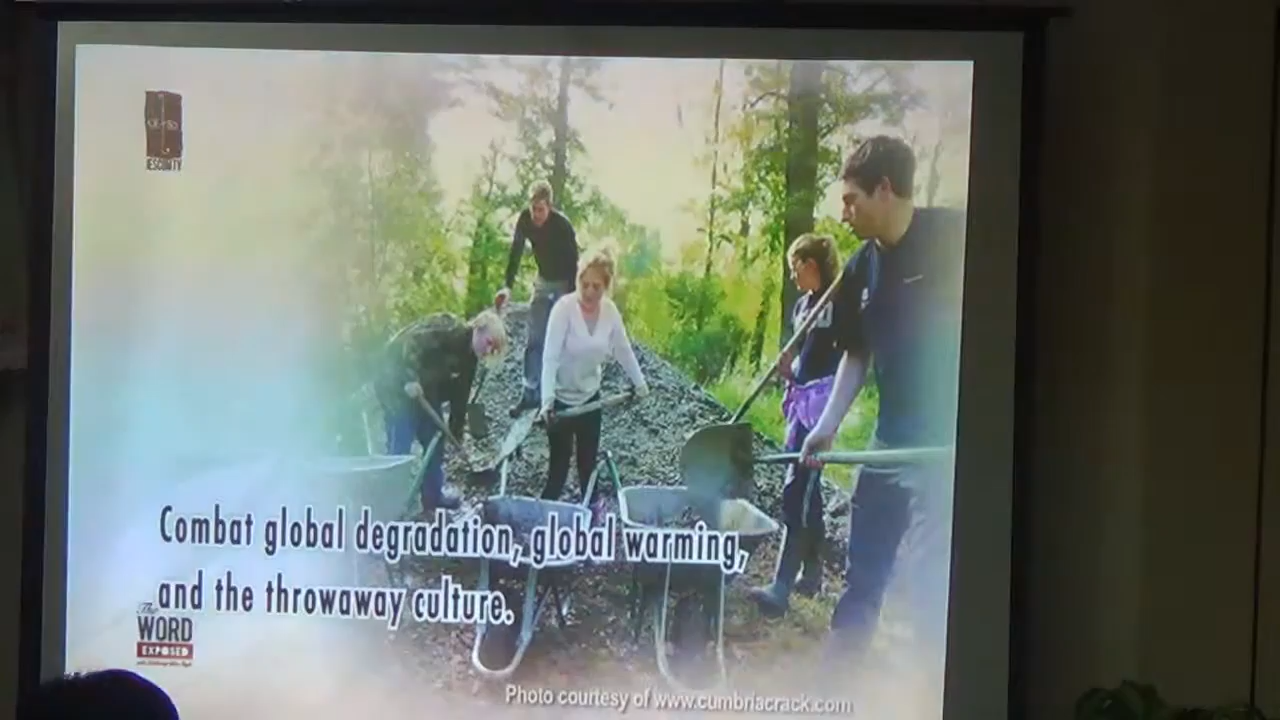 Combat global degradation, global warming,
and the throwaway culture.
The
WORD
EXPOSED
Photo courtesy of www.cumbriacrack.com